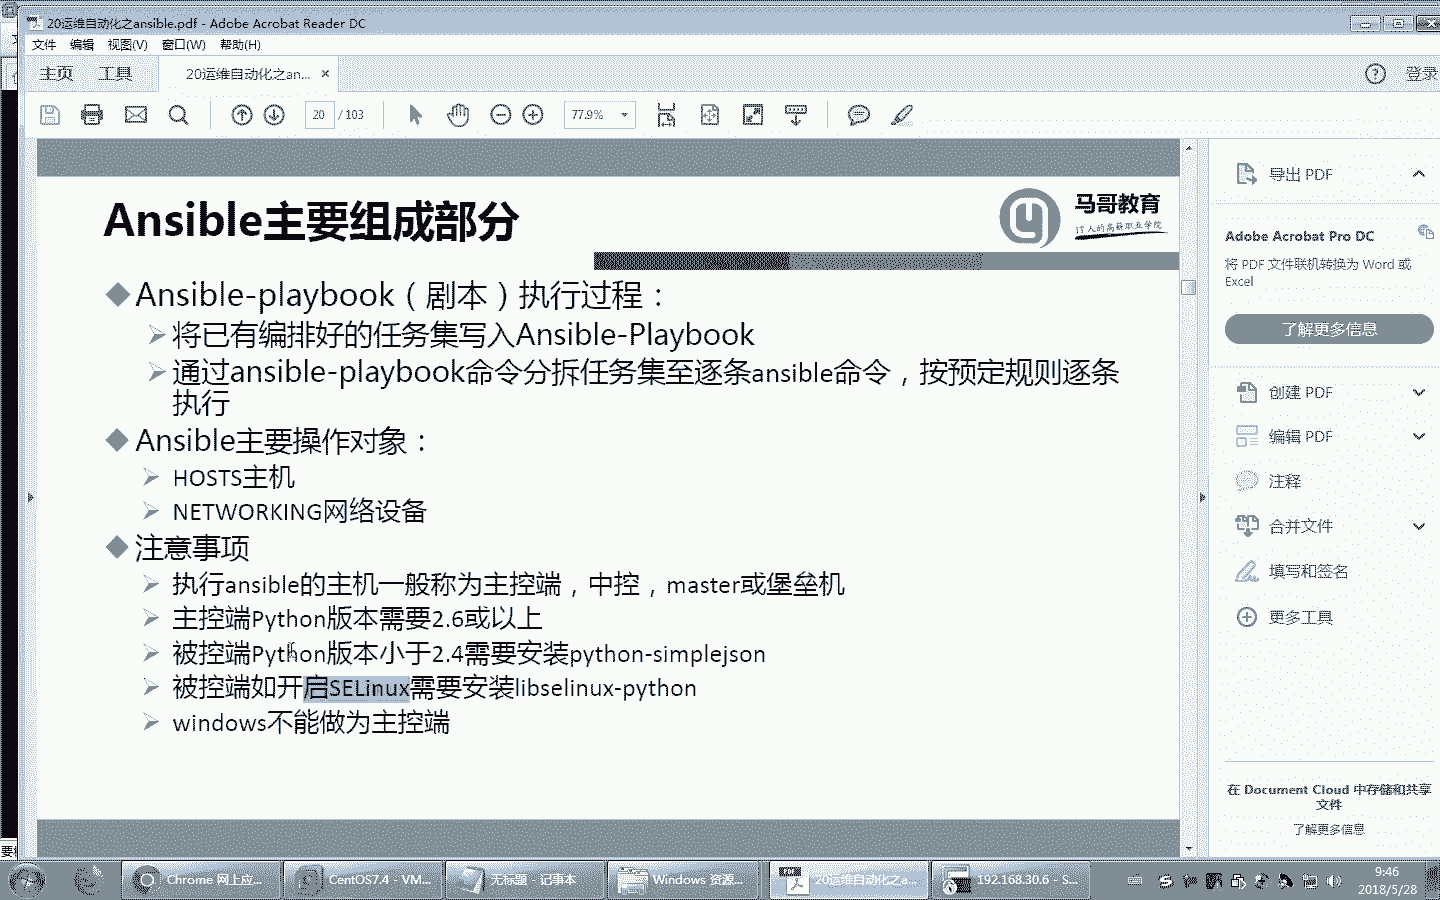 20运维自动化之ansible.pdf - Adobe Acrobat Reader DC
文件 编辑 视图(V) 窗口(W) 帮助(H)
主页 工具 20运维自动化之an... × 登录
20 / 103 77.9%
Ansible主要组成部分
马哥教育
IT人的高薪职业学院
Ansible-playbook（剧本）执行过程：
将已有编排好的任务集写入Ansible-Playbook
通过ansible-playbook命令分拆任务集至逐条ansible命令，按预定规则逐条
执行
Ansible主要操作对象：
HOSTS主机
NETWORKING网络设备
注意事项
执行ansible的主机一般称为主控端，中控，master或堡垒机
主控端Python版本需要2.6或以上
被控端Python版本小于2.4需要安装python-simplejson
被控端如开启SELinux需要安装libselinux-python
windows不能做为主控端
导出 PDF
Adobe Acrobat Pro DC
将 PDF 文件联机转换为 Word 或
Excel
了解更多信息
创建 PDF
编辑 PDF
注释
合并文件
填写和签名
更多工具
在 Document Cloud 中存储和共享
文件
了解更多信息
Chrome 网上应... CentOS7.4 - VM... 无标题 - 记事本 Windows 资源... 20运维自动化之a... 192.168.30.6 - S...
9:46
2018/5/28